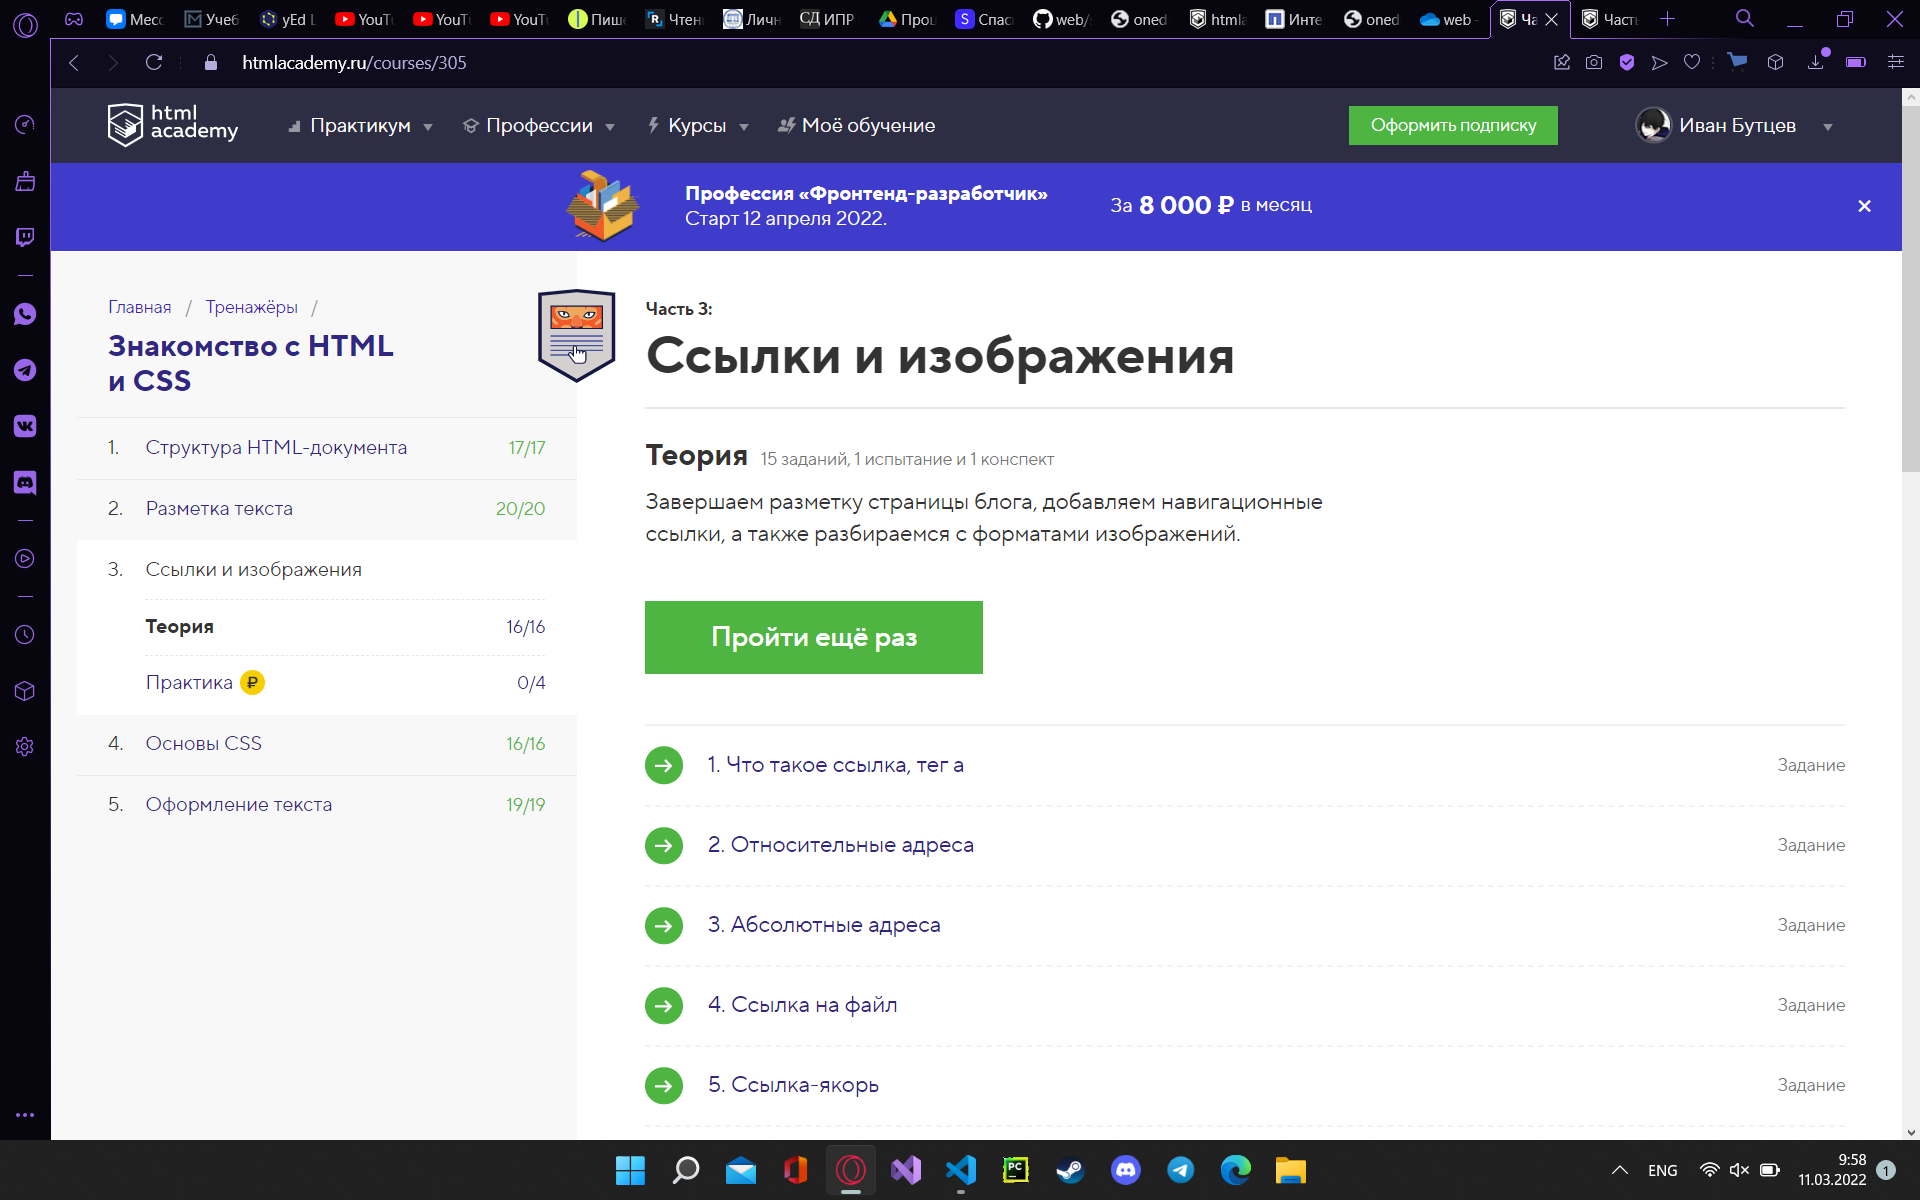 Месс
Учеб
yEd L
YouTu
YouTu
YouTu
Пиш
Чтен
Личн
ИПР
Проц
Спас
web/
oned
htmla
Инте
oned
web -
Ча
Часть
htmlacademy.ru/courses/305
html academy
Практикум
Профессии
Курсы
Моё обучение
Оформить подписку
Иван Бутцев
Профессия «Фронтенд-разработчик»
Старт 12 апреля 2022.
За 8 000 ₽ в месяц
Главная / Тренажёры /
Знакомство с HTML
и CSS
1. Структура HTML-документа 17/17
2. Разметка текста 20/20
3. Ссылки и изображения
Теория 16/16
Практика ₽ 0/4
4. Основы CSS 16/16
5. Оформление текста 19/19
Часть 3:
Ссылки и изображения
Теория 15 заданий, 1 испытание и 1 конспект
Завершаем разметку страницы блога, добавляем навигационные
ссылки, а также разбираемся с форматами изображений.
Пройти ещё раз
1. Что такое ссылка, тег a Задание
2. Относительные адреса Задание
3. Абсолютные адреса Задание
4. Ссылка на файл Задание
5. Ссылка-якорь Задание
ENG
9:58
11.03.2022
1